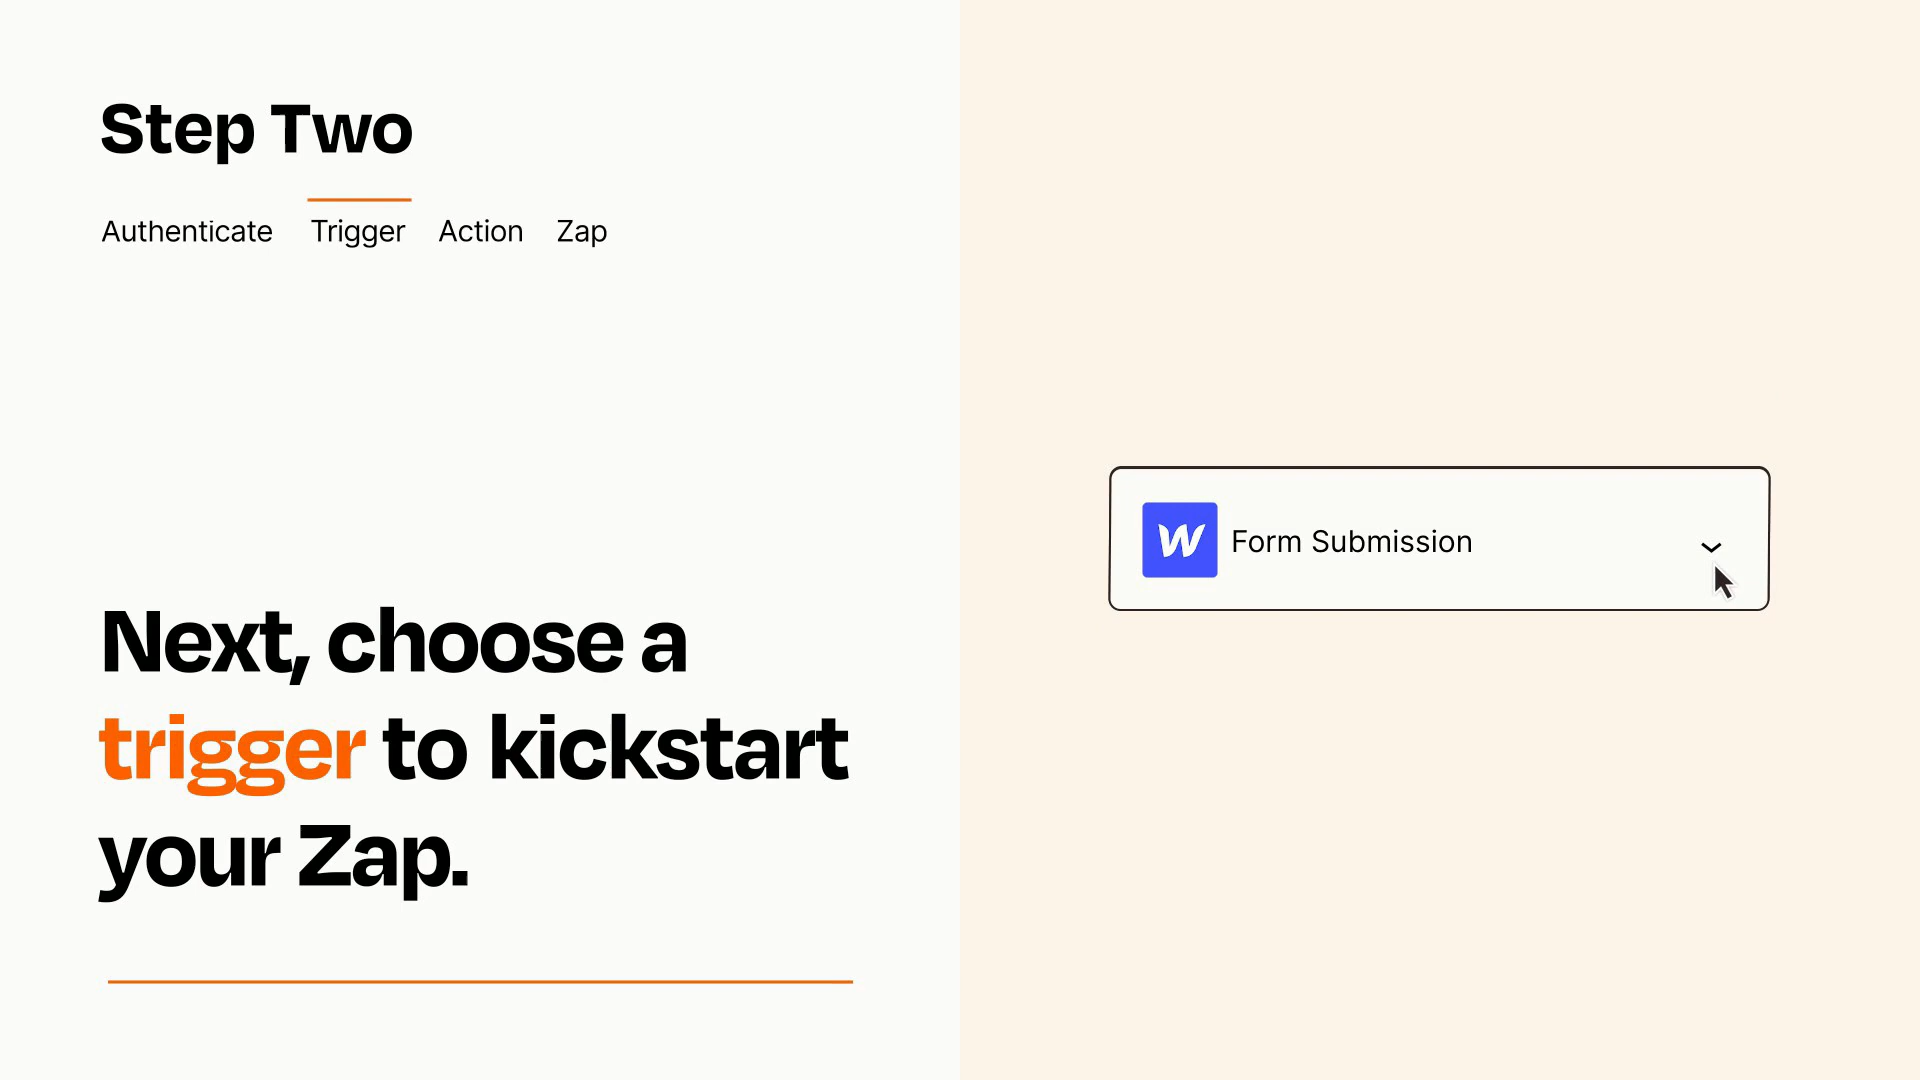 Step Two
Authenticate Trigger Action Zap
Next, choose a
trigger to kickstart
your Zap.
W Form Submission